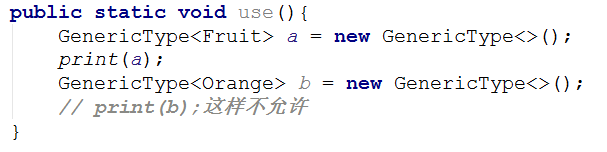 public static void use(){
GenericType<Fruit> a = new GenericType<>();
print(a);
GenericType<Orange> b = new GenericType<>();
// print(b);这样不允许
}